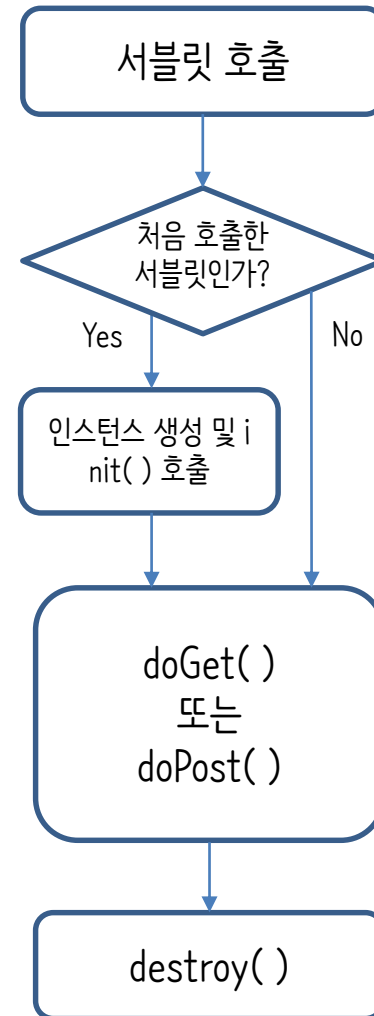 서블릿 호출
처음 호출한
서블릿인가?
Yes
No
인스턴스 생성 및 i
nit( ) 호출
doGet( )
또는
doPost( )
destroy( )